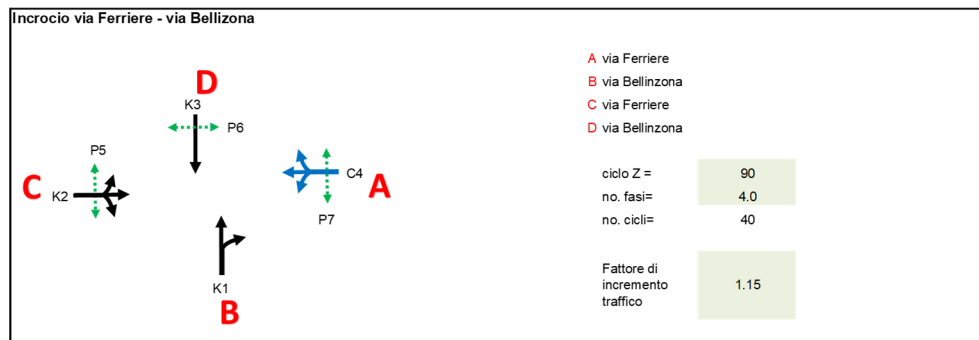 Incrocio via Ferriere - via Bellizona
A via Ferriere
B via Bellinzona
C via Ferriere
D via Bellinzona
D
K3
P6
P5
C
K2
C4
A
P7
K1
B
ciclo Z = 90
no. fasi= 4.0
no. cicli= 40
Fattore di
incremento 1.15
traffico